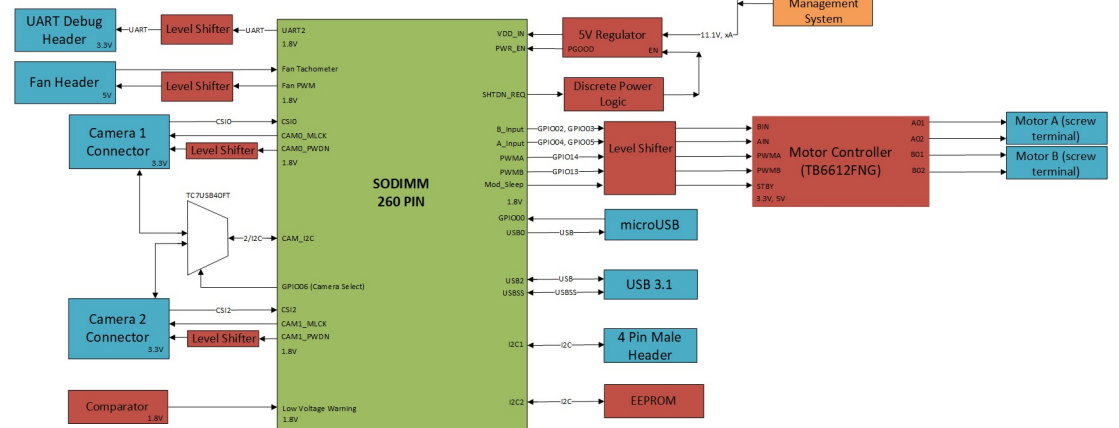 Management
System
UART Debug
Header
3.3V
UART
Level Shifter
UART
UART2
1.8V
VDD_IN
PWR_EN
5V Regulator
PGOOD
EN
11.1V, xA
Fan Header
5V
Level Shifter
Fan Tachometer
Fan PWM
1.8V
SHTDN_REQ
Discrete Power
Logic
Camera 1
Connector
3.3V
CSI0
Level Shifter
CSI0
CAM0_MLCK
CAM0_PWDN
1.8V
SODIMM
260 PIN
B_Input
A_Input
PWMA
PWMB
Mod_Sleep
1.8V
GPIO02, GPIO03
GPIO04, GPIO05
GPIO14
GPIO13
Level Shifter
BIN
AIN
PWMA
PWMB
STBY
3.3V, 5V
Motor Controller
(TB6612FNG)
A01
A02
B01
B02
Motor A (screw
terminal)
Motor B (screw
terminal)
TC7USB40FT
2/I2C
CAM_I2C
GPIO06 (Camera Select)
GPIO00
USB0
USB
microUSB
USB2
USBSS
USB
USBSS
USB 3.1
Camera 2
Connector
3.3V
CSI2
Level Shifter
CSI2
CAM1_MLCK
CAM1_PWDN
1.8V
I2C1
I2C
4 Pin Male
Header
Comparator
1.8V
Low Voltage Warning
1.8V
I2C2
I2C
EEPROM